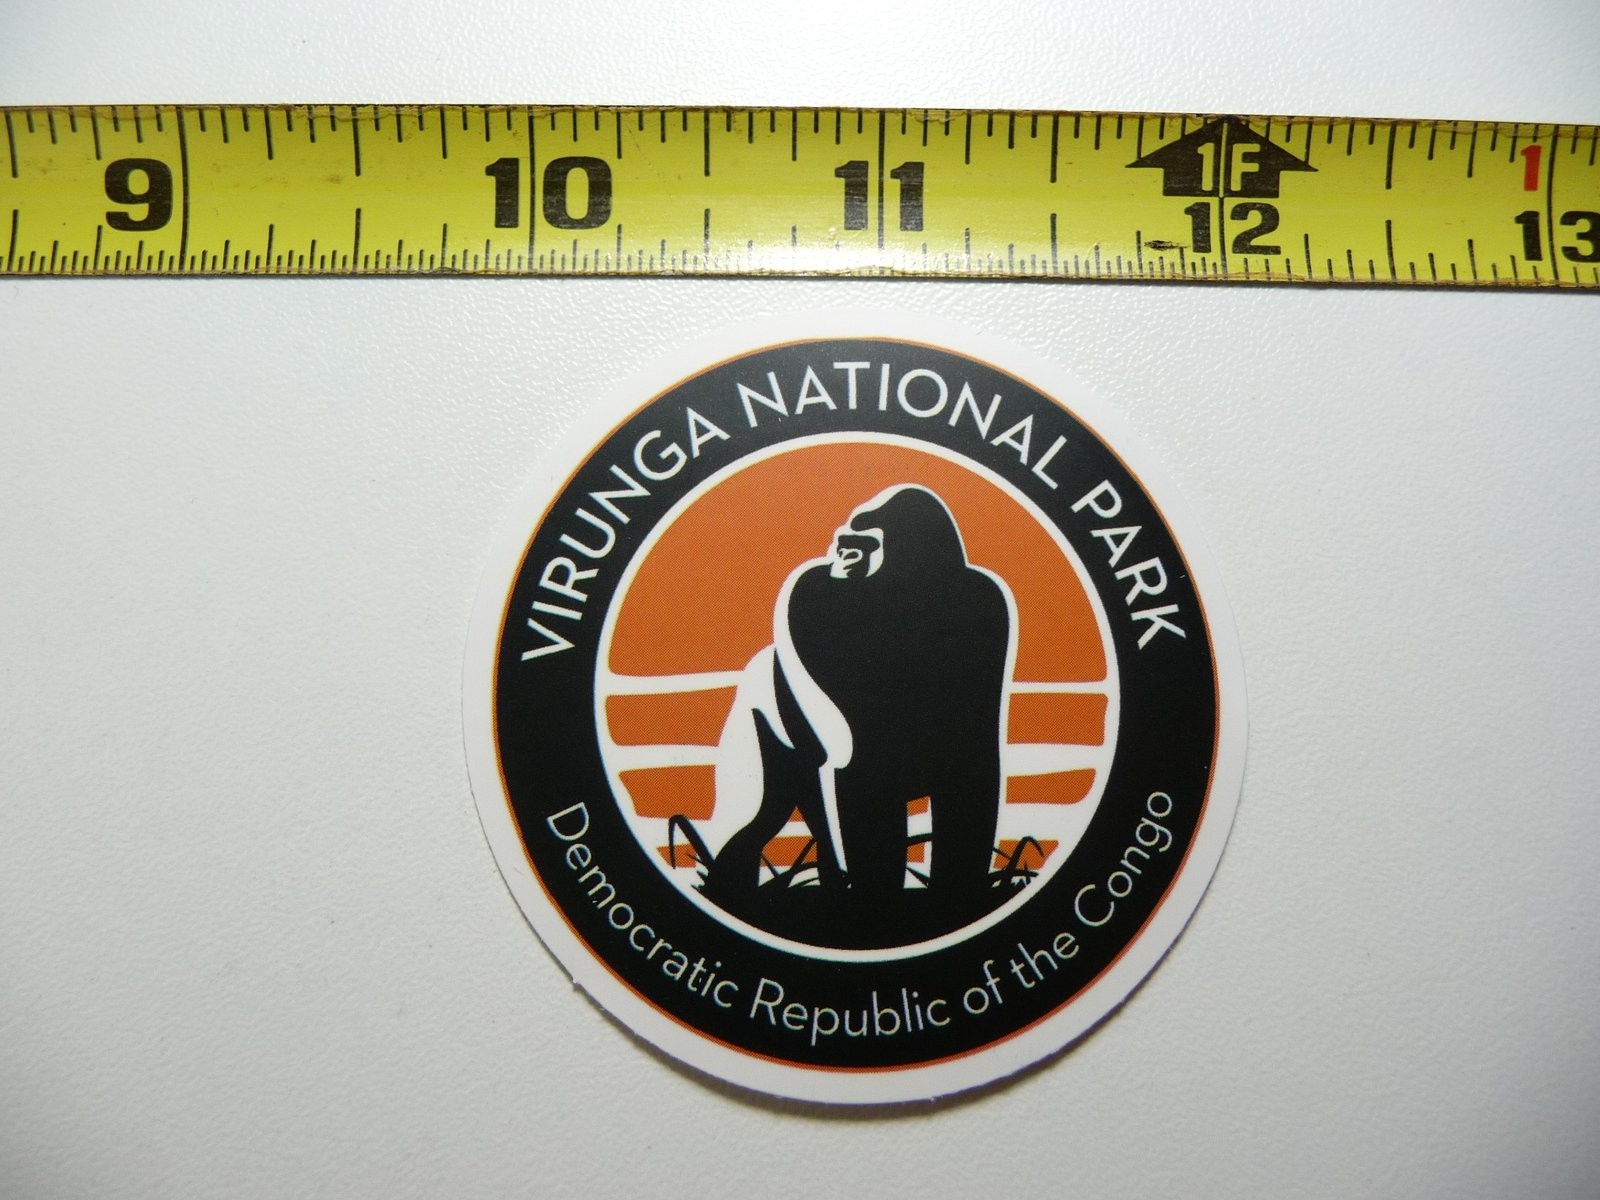 9 10 11 1F 12 1 13
VIRUNGA NATIONAL PARK
Democratic Republic of the Congo